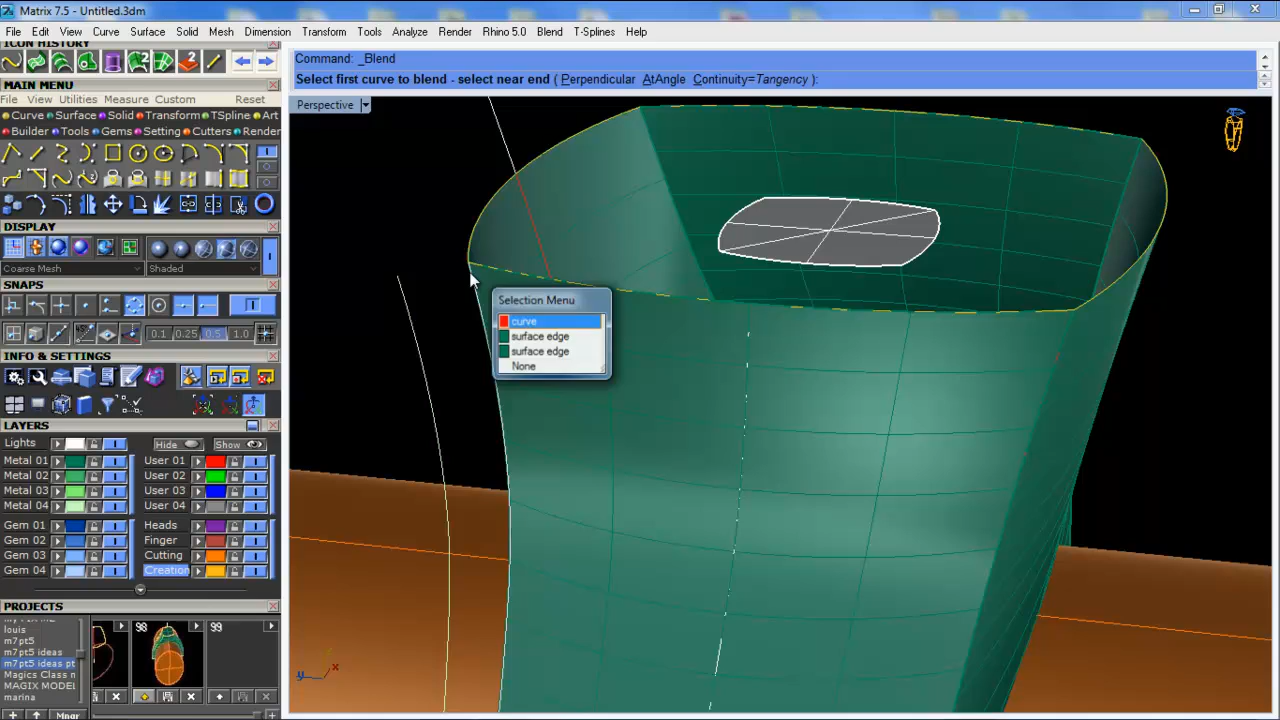 Matrix 7.5 - Untitled.3dm
File Edit View Curve Surface Solid Mesh Dimension Transform Tools Analyze Render Rhino 5.0 Blend T-Splines Help
ICON HISTORY
Command: _Blend
Select first curve to blend - select near end ( Perpendicular AtAngle Continuity=Tangency ):
MAIN MENU
File View Utilities Measure Custom Reset
Curve Surface Solid Transform TSpline Art
Builder Tools Gems Setting Cutters Render
Perspective
DISPLAY
Coarse Mesh Shaded
SNAPS
0.1 0.25 0.5 1.0
INFO & SETTINGS
Selection Menu
curve
surface edge
surface edge
None
LAYERS
Lights Hide Show
Metal 01 User 01
Metal 02 User 02
Metal 03 User 03
Metal 04 User 04
Gem 01 Heads
Gem 02 Finger
Gem 03 Cutting
Gem 04 Creation
PROJECTS
louis
m7pt5
m7pt5 ideas
m7pt5 ideas pt
Magics Class n
MAGIX MODEL
marina
98 99
Mngr
y x